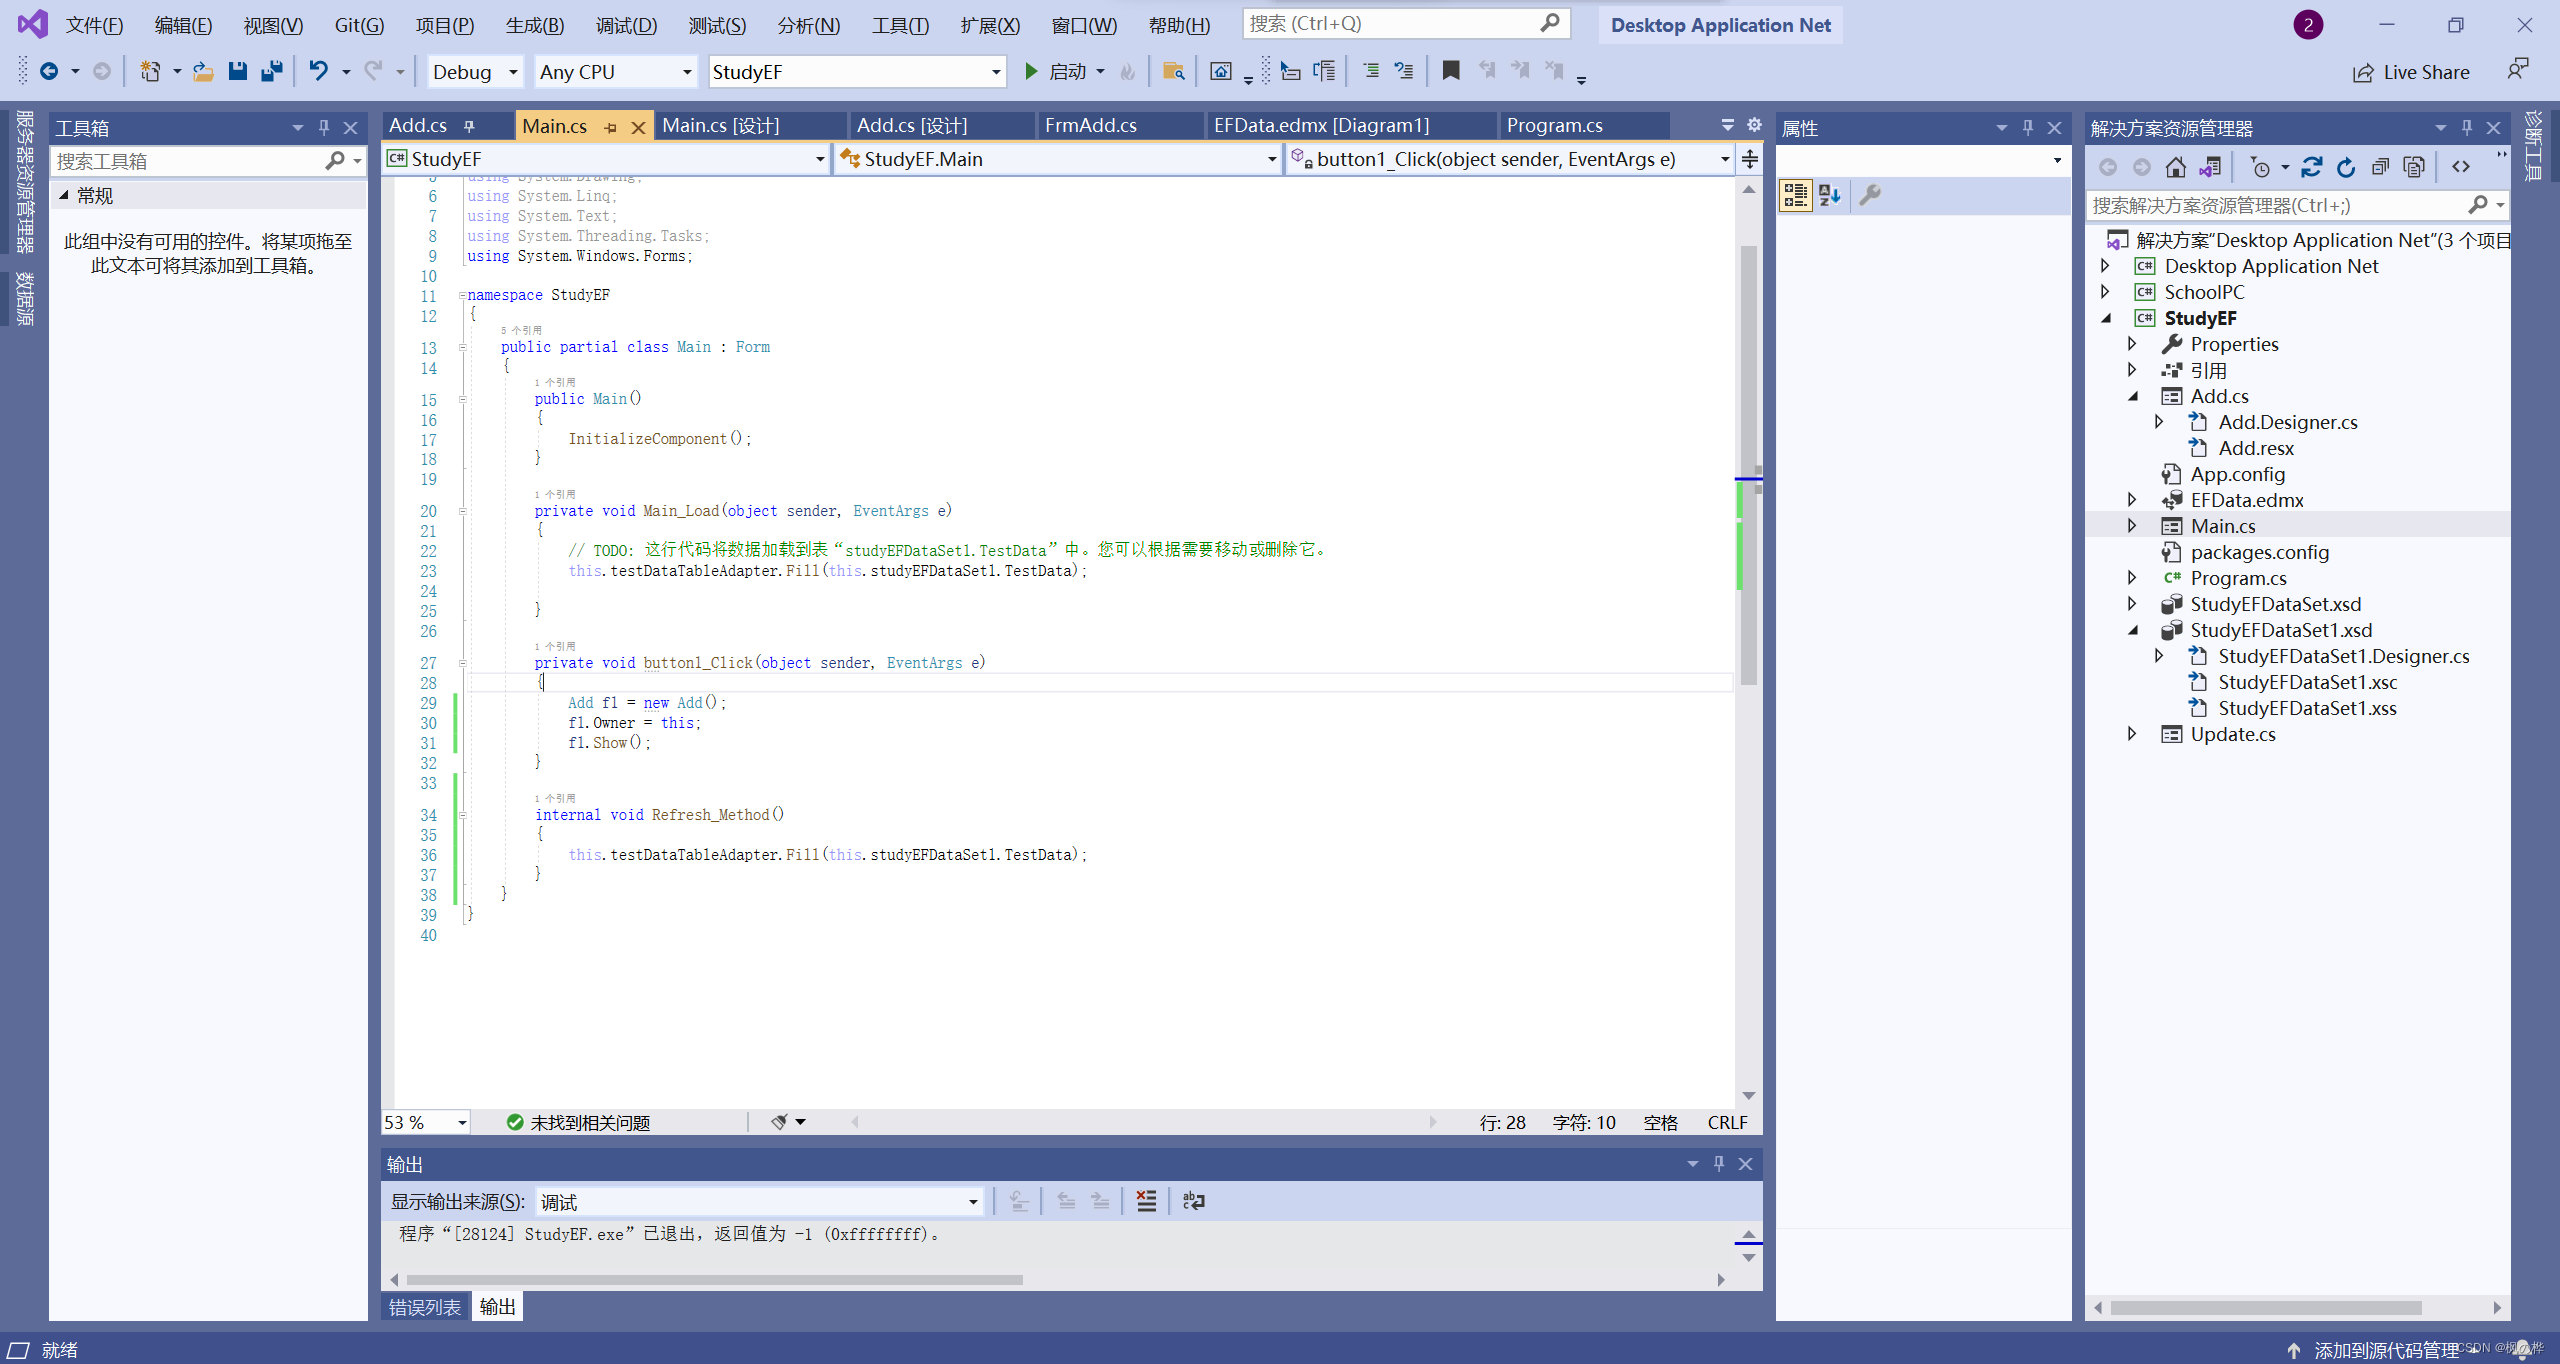 文件(F) 编辑(E) 视图(V) Git(G) 项目(P) 生成(B) 调试(D) 测试(S) 分析(N) 工具(T) 扩展(X) 窗口(W) 帮助(H) 搜索 (Ctrl+Q) Desktop Application Net 2
Debug Any CPU StudyEF 启动 Live Share
服务器资源管理器
数据源
工具箱
搜索工具箱
常规
此组中没有可用的控件。将某项拖至
此文本可将其添加到工具箱。
Add.cs Main.cs Main.cs [设计] Add.cs [设计] FrmAdd.cs EFData.edmx [Diagram1] Program.cs
StudyEF StudyEF.Main button1_Click(object sender, EventArgs e)
5 using System.Drawing;
6 using System.Linq;
7 using System.Text;
8 using System.Threading.Tasks;
9 using System.Windows.Forms;
10
11 namespace StudyEF
12 {
5 个引用
13 public partial class Main : Form
14 {
1 个引用
15 public Main()
16 {
17 InitializeComponent();
18 }
19
1 个引用
20 private void Main_Load(object sender, EventArgs e)
21 {
22 // TODO: 这行代码将数据加载到表“studyEFDataSet1.TestData”中。您可以根据需要移动或删除它。
23 this.testDataTableAdapter.Fill(this.studyEFDataSet1.TestData);
24
25 }
26
1 个引用
27 private void button1_Click(object sender, EventArgs e)
28 {
29 Add f1 = new Add();
30 f1.Owner = this;
31 f1.Show();
32 }
33
1 个引用
34 internal void Refresh_Method()
35 {
36 this.testDataTableAdapter.Fill(this.studyEFDataSet1.TestData);
37 }
38 }
39 }
40
53 % 未找到相关问题 行: 28 字符: 10 空格 CRLF
输出
显示输出来源(S): 调试
程序“[28124] StudyEF.exe”已退出，返回值为 -1 (0xffffffff)。
错误列表 输出
属性
解决方案资源管理器
搜索解决方案资源管理器(Ctrl+;)
解决方案"Desktop Application Net"(3 个项目
Desktop Application Net
SchoolPC
StudyEF
Properties
引用
Add.cs
Add.Designer.cs
Add.resx
App.config
EFData.edmx
Main.cs
packages.config
Program.cs
StudyEFDataSet.xsd
StudyEFDataSet1.xsd
StudyEFDataSet1.Designer.cs
StudyEFDataSet1.xsc
StudyEFDataSet1.xss
Update.cs
诊断工具
就绪 添加到源代码管理